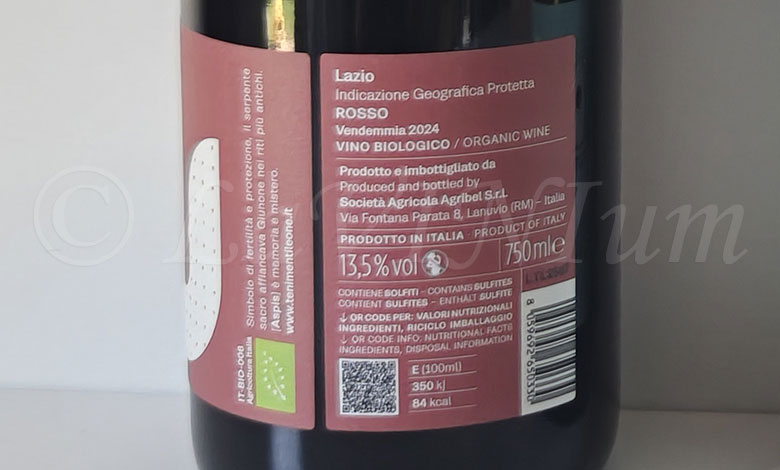 Simbolo di fertilità e protezione, il serpente
sacro affiancava Giunone nei riti più antichi.
[Aspis] è memoria e mistero.
www.tenimontileone.it
IT-BIO-006
Agricoltura Italia
Lazio
Indicazione Geografica Protetta
ROSSO
Vendemmia 2024
VINO BIOLOGICO / ORGANIC WINE
Prodotto e imbottigliato da
Produced and bottled by
Società Agricola Agribel S.r.l.
Via Fontana Parata 8, Lanuvio (RM) – Italia
PRODOTTO IN ITALIA · PRODUCT OF ITALY
13,5%vol
750ml℮
CONTIENE SOLFITI – CONTAINS SULFITES
CONTIENT SULFITES – ENTHÄLT SULFITE
↓ QR CODE PER: VALORI NUTRIZIONALI
INGREDIENTI, RICICLO IMBALLAGGIO
↓ QR CODE INFO: NUTRITIONAL FACTS
INGREDIENTS, DISPOSAL INFORMATION
E (100ml)
350 kj
84 kcal
©